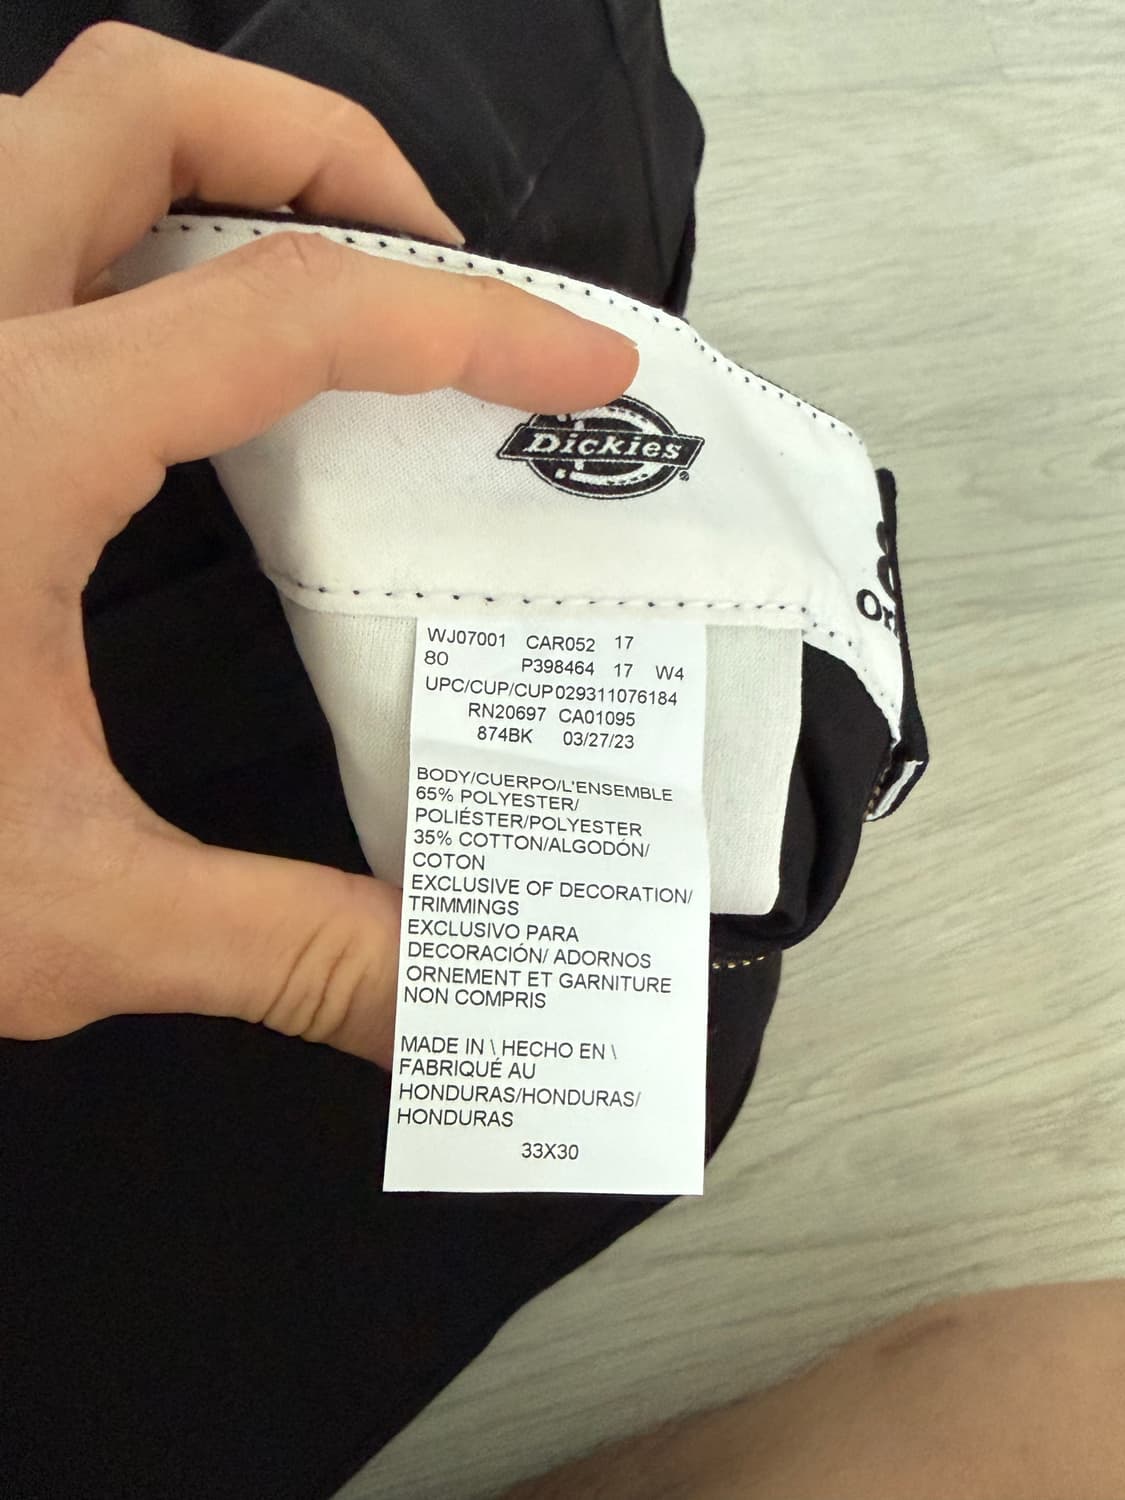 Dickies
®
Or
WJ07001 CAR052 17
80 P398464 17 W4
UPC/CUP/CUP029311076184
RN20697 CA01095
874BK 03/27/23
BODY/CUERPO/L'ENSEMBLE
65% POLYESTER/
POLIÉSTER/POLYESTER
35% COTTON/ALGODÓN/
COTON
EXCLUSIVE OF DECORATION/
TRIMMINGS
EXCLUSIVO PARA
DECORACIÓN/ ADORNOS
ORNEMENT ET GARNITURE
NON COMPRIS
MADE IN \ HECHO EN \
FABRIQUÉ AU
HONDURAS/HONDURAS/
HONDURAS
33X30